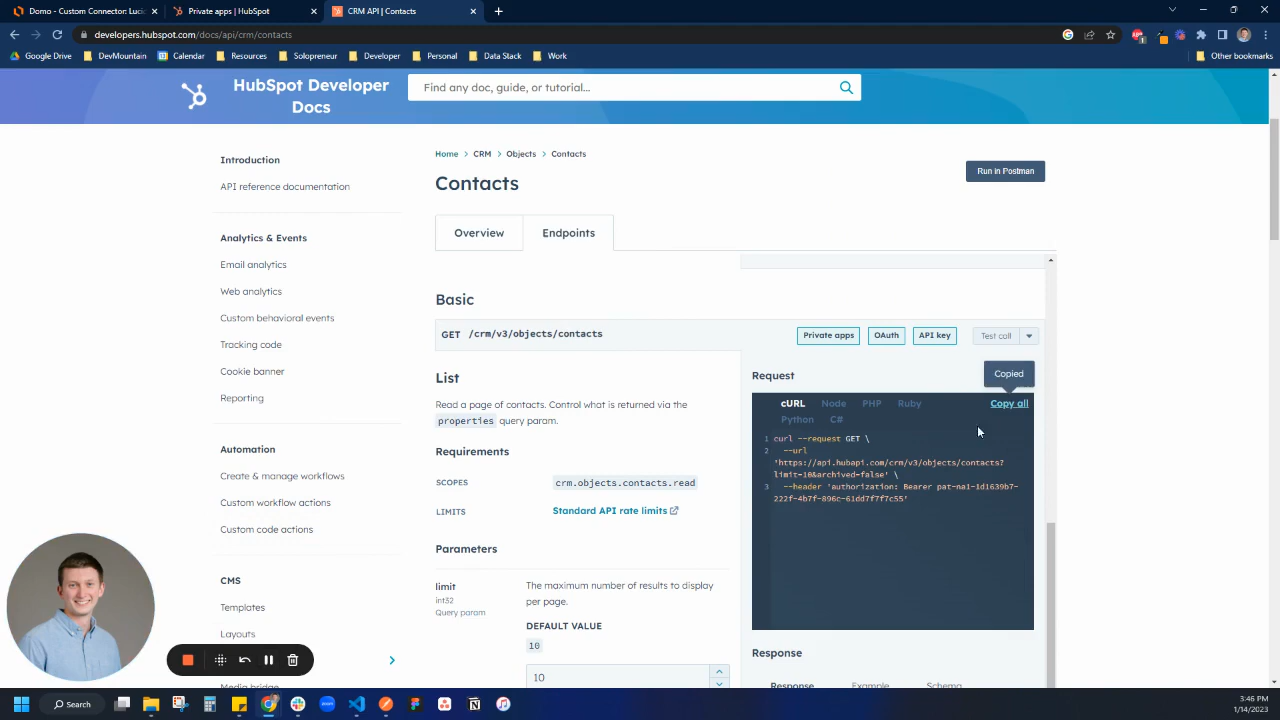 Domo - Custom Connector: Lucid
Private apps | HubSpot
CRM API | Contacts
developers.hubspot.com/docs/api/crm/contacts
Google Drive
DevMountain
Calendar
Resources
Solopreneur
Developer
Personal
Data Stack
Work
Other bookmarks
HubSpot Developer
Docs
Find any doc, guide, or tutorial...
Introduction
API reference documentation
Analytics & Events
Email analytics
Web analytics
Custom behavioral events
Tracking code
Cookie banner
Reporting
Automation
Create & manage workflows
Custom workflow actions
Custom code actions
CMS
Templates
Layouts
Media bridge
Home > CRM > Objects > Contacts
Contacts
Run in Postman
Overview
Endpoints
Basic
GET /crm/v3/objects/contacts
Private apps
OAuth
API key
Test call
List
Read a page of contacts. Control what is returned via the
properties query param.
Requirements
SCOPES crm.objects.contacts.read
LIMITS Standard API rate limits
Parameters
limit
int32
Query param
The maximum number of results to display
per page.
DEFAULT VALUE
10
10
Request
Copied
cURL Node PHP Ruby
Copy all
Python C#
1 curl --request GET \
2 --url
'https://api.hubapi.com/crm/v3/objects/contacts?
limit=10&archived=false' \
3 --header 'authorization: Bearer pat-na1-1d1639b7-
222f-4b7f-896c-61dd7f7f7c55'
Response
Response Example Schema
Search
3:46 PM
1/14/2023